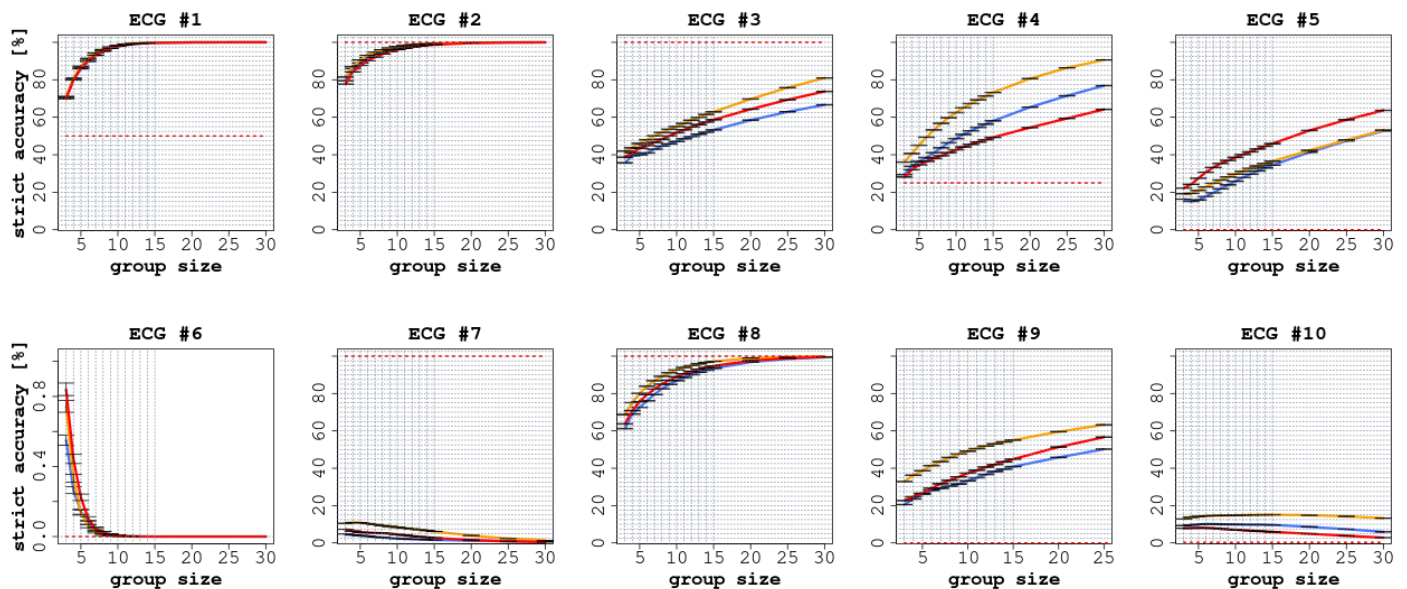 ECG #1 ECG #2 ECG #3 ECG #4 ECG #5
strict accuracy [%]
80 80 80 80 80
60 60 60 60 60
40 40 40 40 40
20 20 20 20 20
0 0 0 0 0
5 10 15 20 25 30 5 10 15 20 25 30 5 10 15 20 25 30 5 10 15 20 25 30 5 10 15 20 25 30
group size group size group size group size group size
ECG #6 ECG #7 ECG #8 ECG #9 ECG #10
strict accuracy [%]
0.8 80 80 80 80
60 60 60 60
0.4 40 40 40 40
20 20 20 20
0.0 0 0 0 0
5 10 15 20 25 30 5 10 15 20 25 30 5 10 15 20 25 30 5 10 15 20 25 5 10 15 20 25 30
group size group size group size group size group size